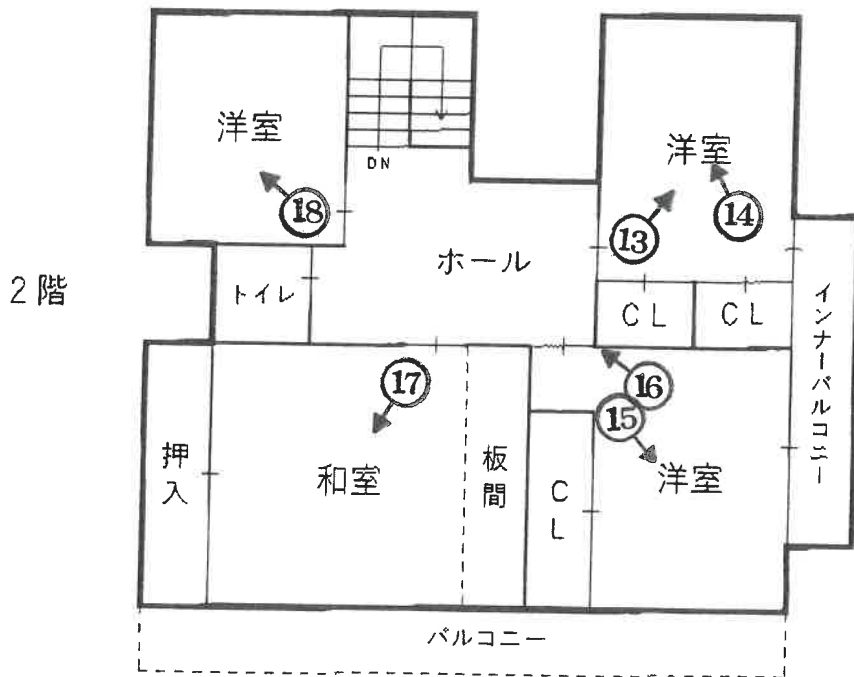 洋室
DN
18
洋室
13
14
ホール
2階
トイレ
CL
CL
インナーバルコニー
17
16
15
押入
和室
板間
CL
洋室
バルコニー